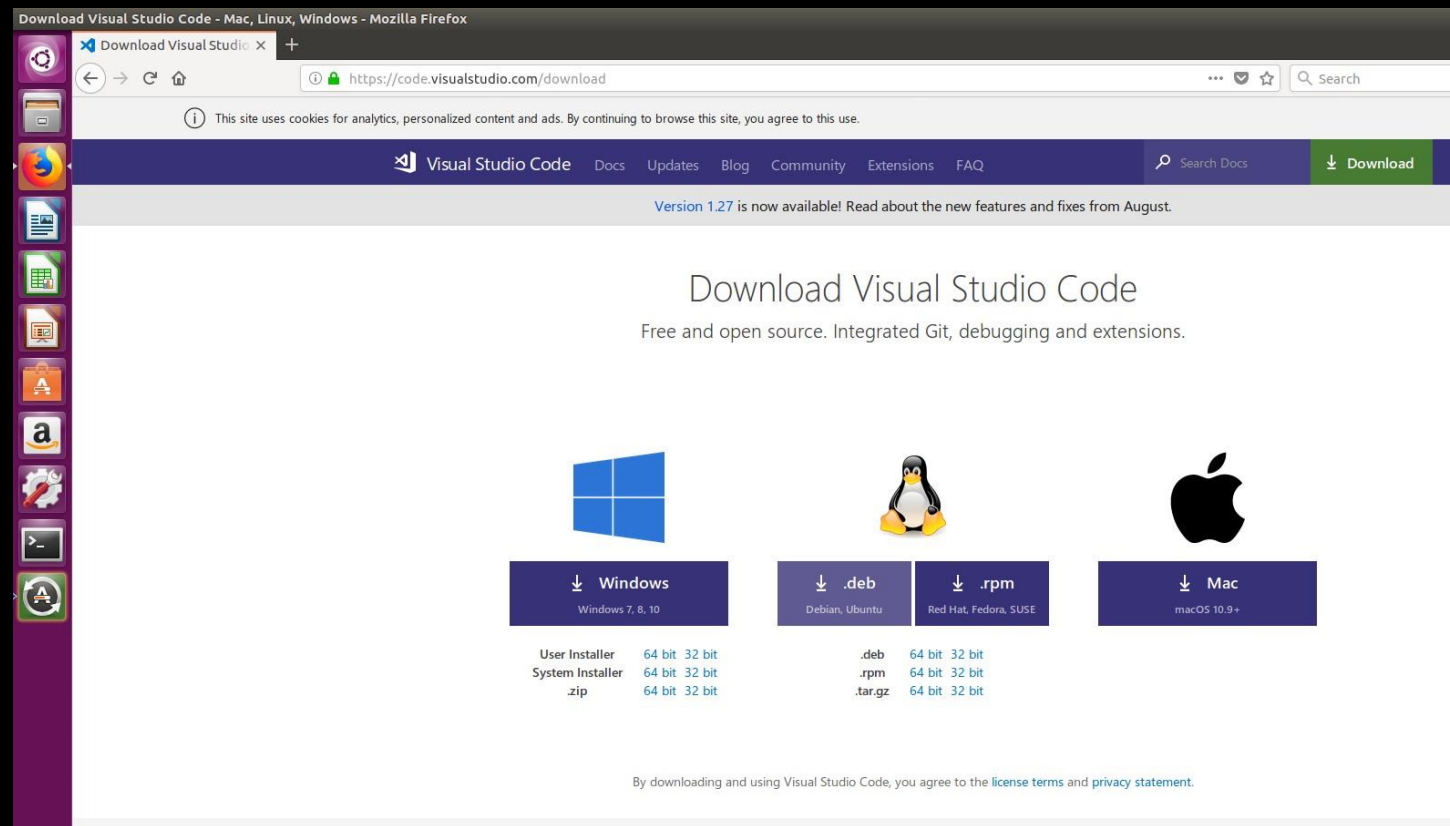 Download Visual Studio Code - Mac, Linux, Windows - Mozilla Firefox
Download Visual Studio
https://code.visualstudio.com/download
Search
This site uses cookies for analytics, personalized content and ads. By continuing to browse this site, you agree to this use.
Visual Studio Code Docs Updates Blog Community Extensions FAQ Search Docs Download
Version 1.27 is now available! Read about the new features and fixes from August.
Download Visual Studio Code
Free and open source. Integrated Git, debugging and extensions.
Windows .deb .rpm Mac
Windows 7, 8, 10 Debian, Ubuntu Red Hat, Fedora, SUSE macOS 10.9+
User Installer 64 bit 32 bit .deb 64 bit 32 bit
System Installer 64 bit 32 bit .rpm 64 bit 32 bit
.zip 64 bit 32 bit .tar.gz 64 bit 32 bit
By downloading and using Visual Studio Code, you agree to the license terms and privacy statement.